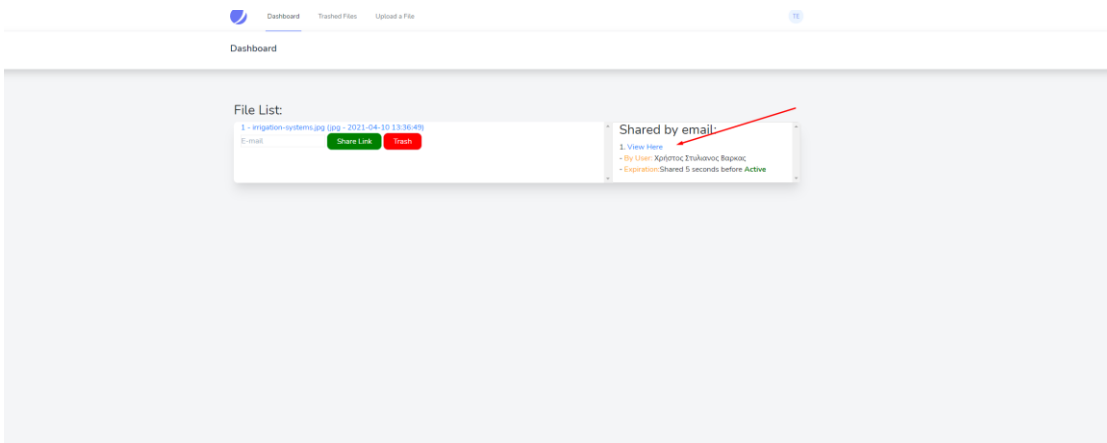 Dashboard Trashed Files Upload a File TE
Dashboard
File List:
1 - irrigation-systems.jpg (jpg - 2021-04-10 13:36:49)
E-mail Share Link Trash
Shared by email:
1. View Here
- By User: Χρήστος Στυλιανος Βαρκας
- Expiration:Shared 5 seconds before Active